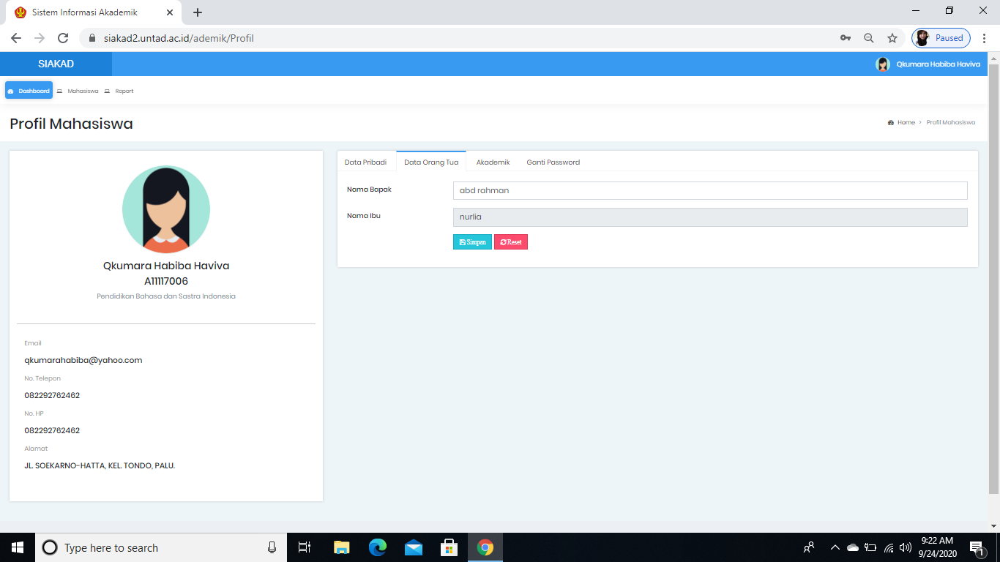 Sistem Informasi Akademik
siakad2.untad.ac.id/ademik/Profil
Paused
SIAKAD
Qkumara Habiba Haviva
Dashboard Mahasiswa Report
Profil Mahasiswa
Home > Profil Mahasiswa
Qkumara Habiba Haviva
A11117006
Pendidikan Bahasa dan Sastra Indonesia
Email
qkumarahabiba@yahoo.com
No. Telepon
082292762462
No. HP
082292762462
Alamat
JL. SOEKARNO-HATTA, KEL. TONDO, PALU.
Data Pribadi Data Orang Tua Akademik Ganti Password
Nama Bapak abd rahman
Nama Ibu nurlia
Simpan Reset
Type here to search
9:22 AM
9/24/2020
1